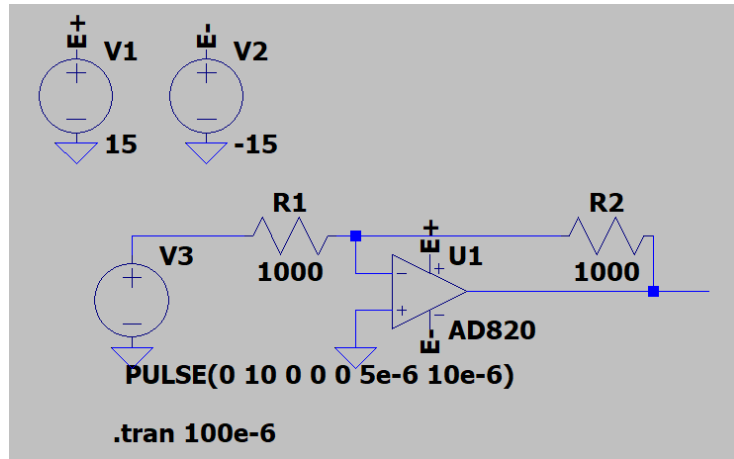 E+ V1
15
E- V2
-15
R1
1000
R2
1000
V3
E+ U1
E- AD820
PULSE(0 10 0 0 0 5e-6 10e-6)
.tran 100e-6